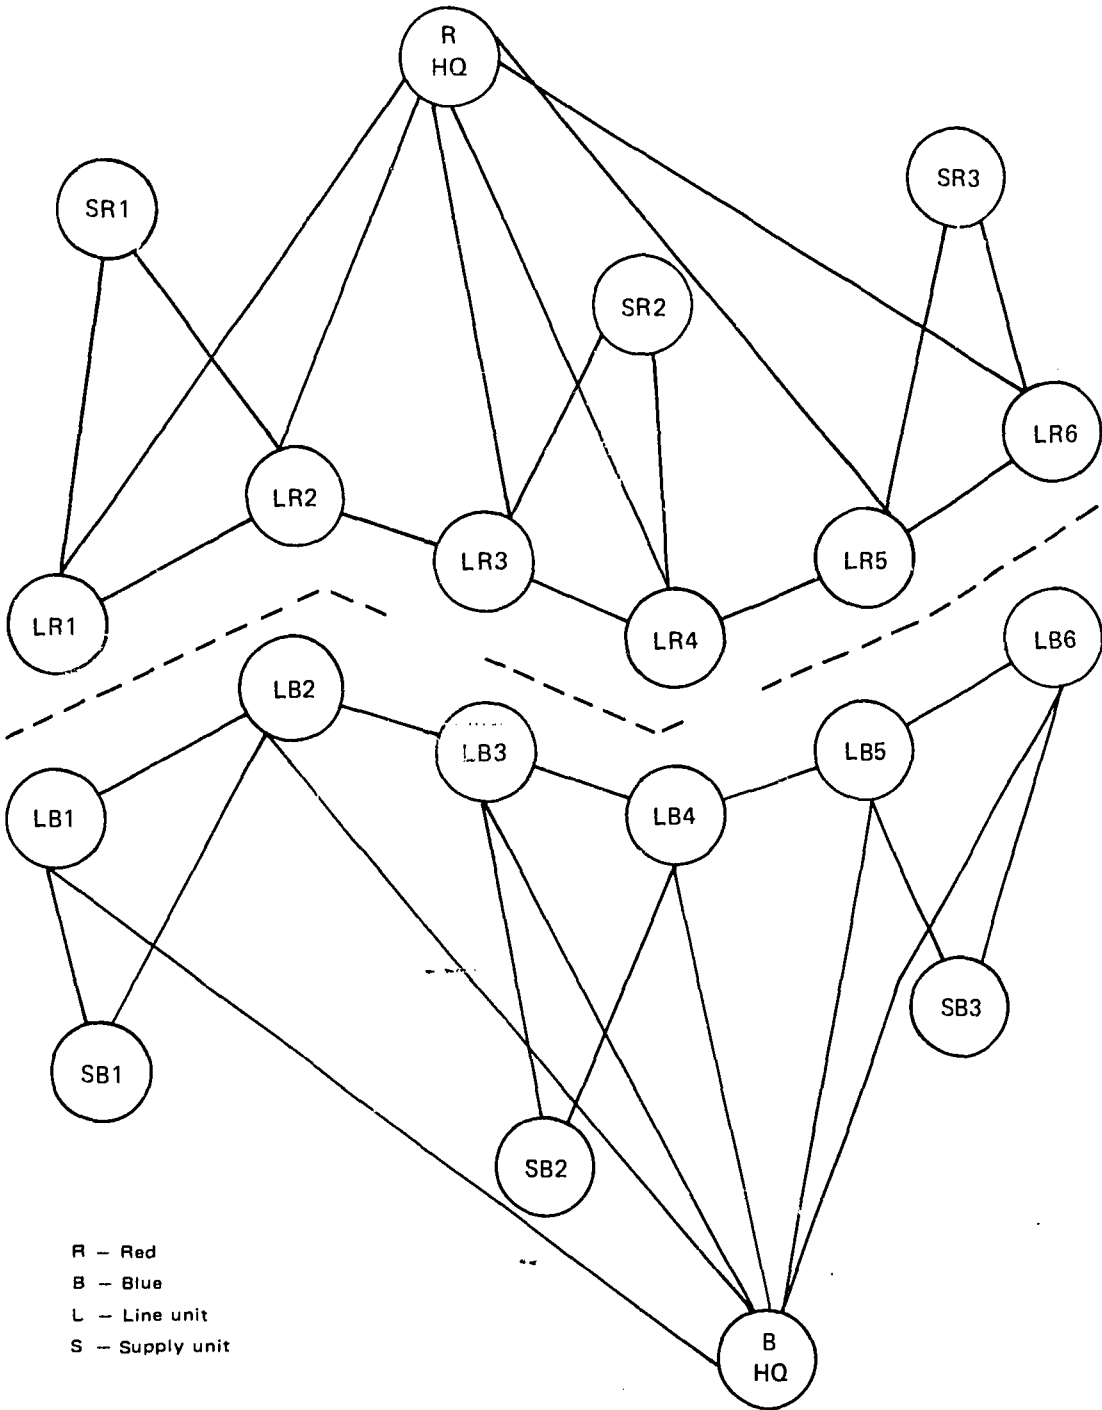 R
HQ
SR3
SR1
SR2
LR6
LR2
LR3
LR5
LR1
LR4
LB6
LB2
LB3
LB5
LB1
LB4
SB3
SB1
SB2
R – Red
B – Blue
L – Line unit
S – Supply unit
B
HQ